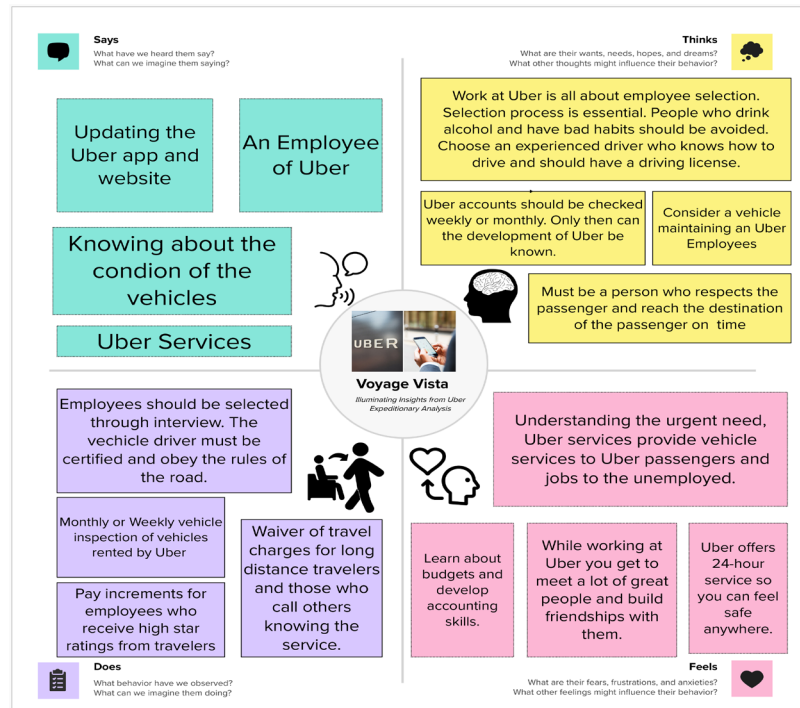 Says
What have we heard them say?
What can we imagine them saying?
Updating the
Uber app and
website
An Employee
of Uber
Knowing about the
condion of the
vehicles
Uber Services
Thinks
What are their wants, needs, hopes, and dreams?
What other thoughts might influence their behavior?
Work at Uber is all about employee selection.
Selection process is essential. People who drink
alcohol and have bad habits should be avoided.
Choose an experienced driver who knows how to
drive and should have a driving license.
Uber accounts should be checked
weekly or monthly. Only then can
the development of Uber be
known.
Consider a vehicle
maintaining an Uber
Employees
Must be a person who respects the
passenger and reach the destination
of the passenger on time
UBER
Voyage Vista
Illuminating Insights from Uber
Expeditionary Analysis
Employees should be selected
through interview. The
vechicle driver must be
certified and obey the rules of
the road.
Monthly or Weekly vehicle
inspection of vehicles
rented by Uber
Pay increments for
employees who
receive high star
ratings from travelers
Waiver of travel
charges for long
distance travelers
and those who
call others
knowing the
service.
Does
What behavior have we observed?
What can we imagine them doing?
Understanding the urgent need,
Uber services provide vehicle
services to Uber passengers and
jobs to the unemployed.
Learn about
budgets and
develop
accounting
skills.
While working at
Uber you get to
meet a lot of great
people and build
friendships with
them.
Uber offers
24-hour
service so
you can feel
safe
anywhere.
Feels
What are their fears, frustrations, and anxieties?
What other feelings might influence their behavior?